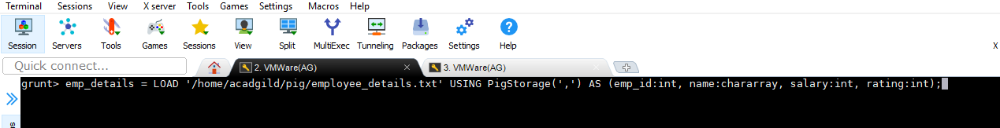 Terminal Sessions View X server Tools Games Settings Macros Help
Session Servers Tools Games Sessions View Split MultiExec Tunneling Packages Settings Help X
Quick connect... 2. VMWare(AG) 3. VMWare(AG)
grunt> emp_details = LOAD '/home/acadgild/pig/employee_details.txt' USING PigStorage(',') AS (emp_id:int, name:chararray, salary:int, rating:int);